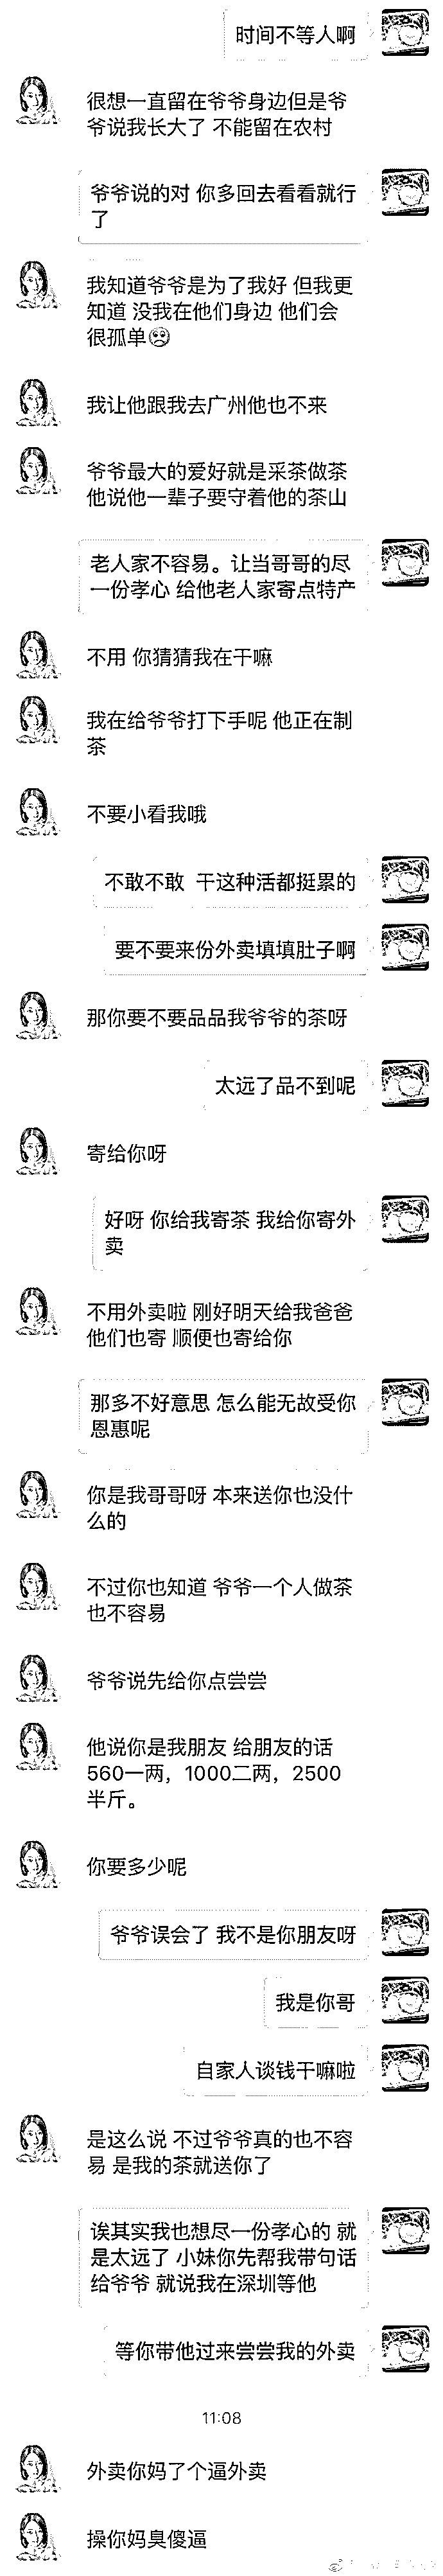 时间不等人啊
很想一直留在爷爷身边但是爷
爷说我长大了 不能留在农村
爷爷说的对 你多回去看看就行
了
我知道爷爷是为了我好 但我更
知道 没我在他们身边 他们会
很孤单🥺
我让他跟我去广州他也不来
爷爷最大的爱好就是采茶做茶
他说他一辈子要守着他的茶山
老人家不容易。让当哥哥的尽
一份孝心 给他老人家寄点特产
不用 你猜猜我在干嘛
我在给爷爷打下手呢 他正在制
茶
不要小看我哦
不敢不敢 干这种活都挺累的
要不要来份外卖填填肚子啊
那你要不要品品我爷爷的茶呀
太远了品不到呢
寄给你呀
好呀 你给我寄茶 我给你寄外
卖
不用外卖啦 刚好明天给我爸爸
他们也寄 顺便也寄给你
那多不好意思 怎么能无故受你
恩惠呢
你是我哥哥呀 本来送你也没什
么的
不过你也知道 爷爷一个人做茶
也不容易
爷爷说先给你点尝尝
他说你是我朋友 给朋友的话
560一两，1000二两，2500
半斤。
你要多少呢
爷爷误会了 我不是你朋友呀
我是你哥
自家人谈钱干嘛啦
是这么说 不过爷爷真的也不容
易 是我的茶就送你了
诶其实我也想尽一份孝心的 就
是太远了 小妹你先帮我带句话
给爷爷 就说我在深圳等他
等你带他过来尝尝我的外卖
11:08
外卖你妈了个逼外卖
操你妈臭傻逼